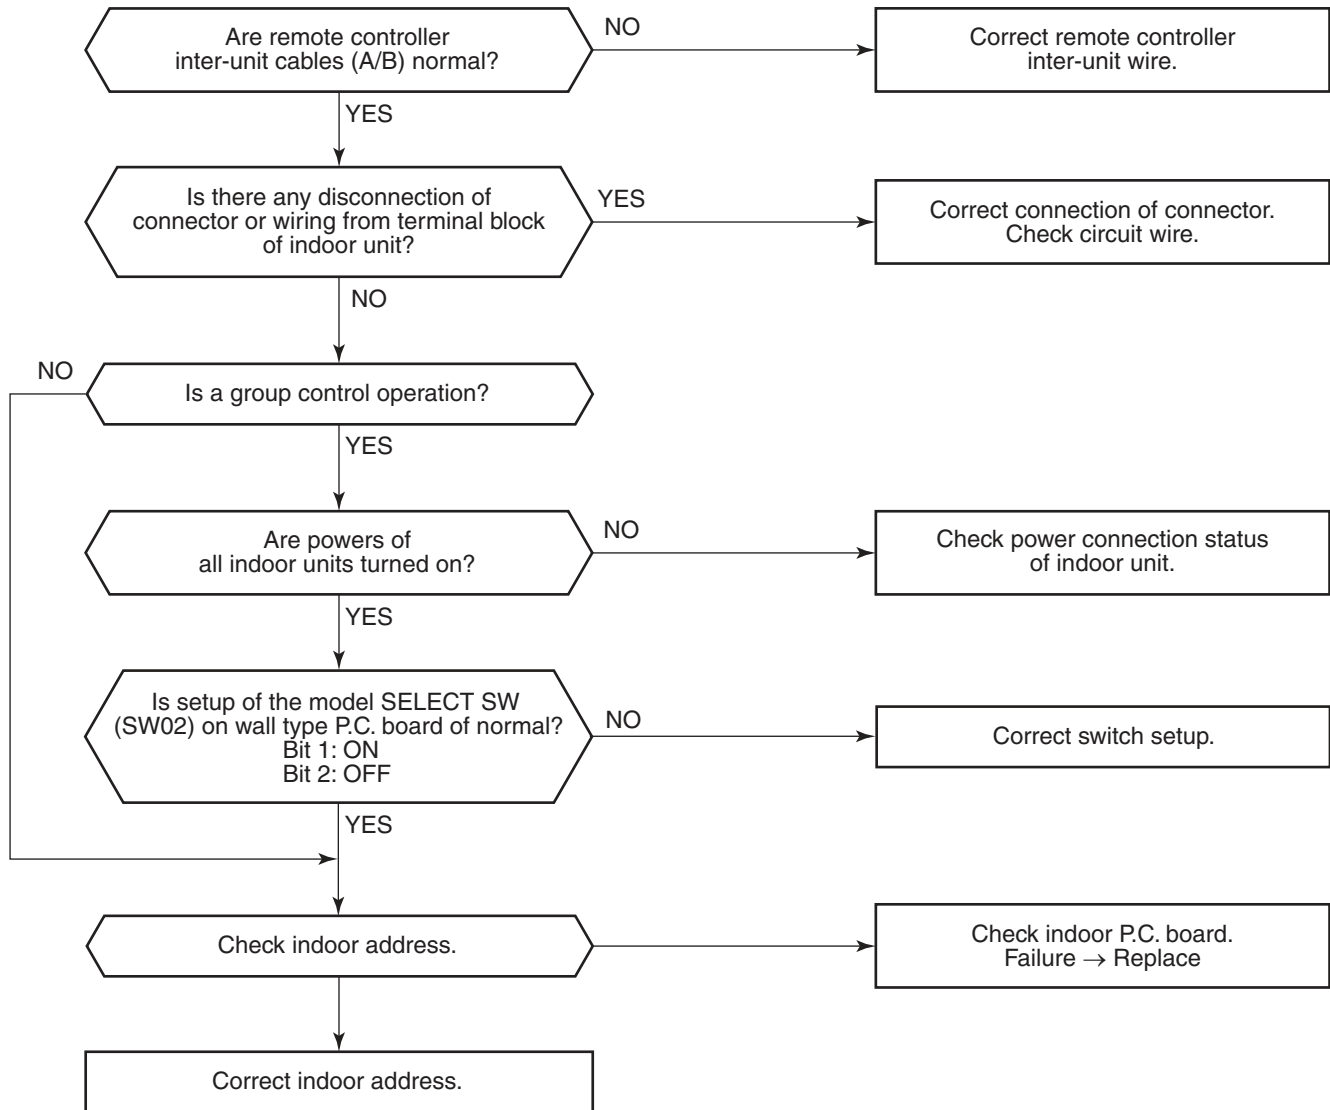 Are remote controller
inter-unit cables (A/B) normal?
NO
Correct remote controller
inter-unit wire.
YES
Is there any disconnection of
connector or wiring from terminal block
of indoor unit?
YES
Correct connection of connector.
Check circuit wire.
NO
NO
Is a group control operation?
YES
Are powers of
all indoor units turned on?
NO
Check power connection status
of indoor unit.
YES
Is setup of the model SELECT SW
(SW02) on wall type P.C. board of normal?
Bit 1: ON
Bit 2: OFF
NO
Correct switch setup.
YES
Check indoor address.
Check indoor P.C. board.
Failure → Replace
Correct indoor address.